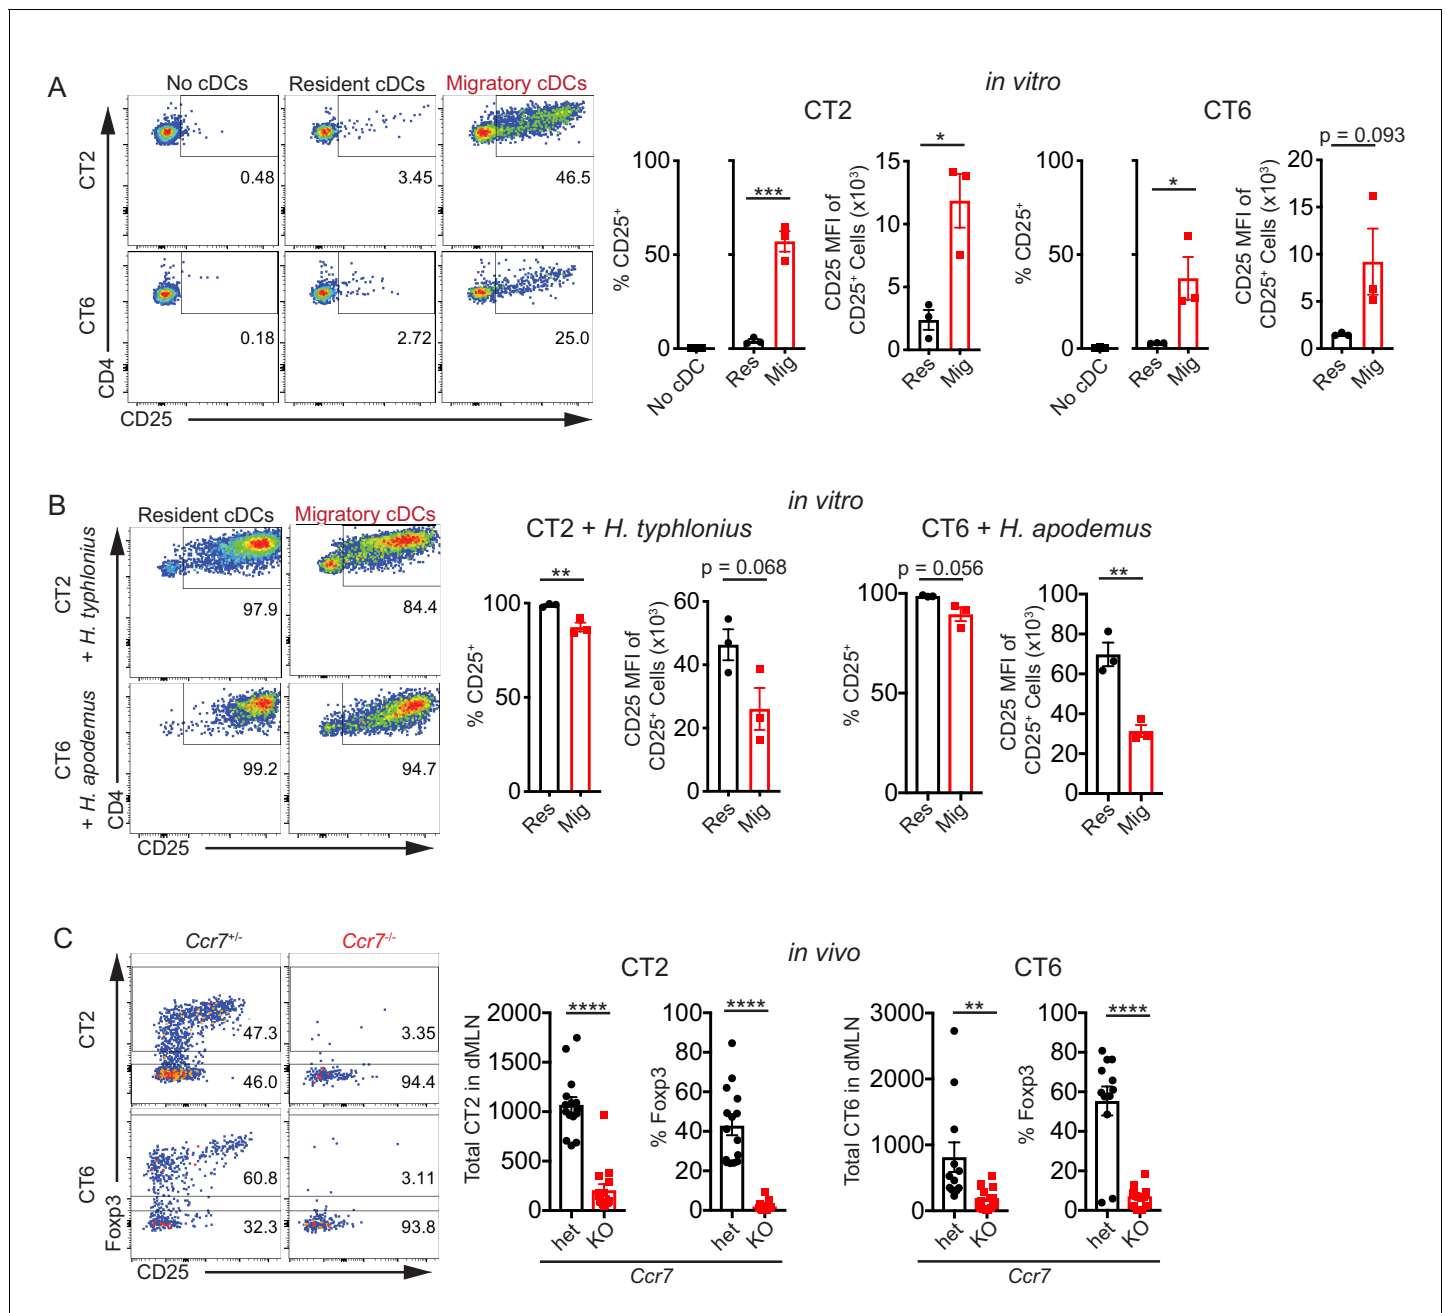 A
No cDCs
Resident cDCs
Migratory cDCs
in vitro
CT2
CT6
CT2
0.48
3.45
46.5
CT6
0.18
2.72
25.0
CD4
CD25
% CD25+
100
50
0
No cDC
***
Res
Mig
CD25 MFI of
CD25+ Cells (x10³)
15
10
5
0
*
Res
Mig
% CD25+
100
50
0
No cDC
*
Res
Mig
CD25 MFI of
CD25+ Cells (x10³)
p = 0.093
20
15
10
5
0
Res
Mig
B
Resident cDCs
Migratory cDCs
in vitro
CT2 + H. typhlonius
CT6 + H. apodemus
CT2
+ H. typhlonius
97.9
84.4
CT6
+ H. apodemus
99.2
94.7
CD4
CD25
% CD25+
100
50
0
**
Res
Mig
CD25 MFI of
CD25+ Cells (x10³)
p = 0.068
60
40
20
0
Res
Mig
% CD25+
p = 0.056
100
50
0
Res
Mig
CD25 MFI of
CD25+ Cells (x10³)
**
100
80
60
40
20
0
Res
Mig
C
Ccr7+/-
Ccr7-/-
in vivo
CT2
CT6
CT2
47.3
46.0
3.35
94.4
CT6
60.8
32.3
3.11
93.8
Foxp3
CD25
Total CT2 in dMLN
2000
1500
1000
500
0
****
het
KO
% Foxp3
100
80
60
40
20
0
****
het
KO
Ccr7
Total CT6 in dMLN
3000
2000
1000
0
**
het
KO
% Foxp3
100
80
60
40
20
0
****
het
KO
Ccr7